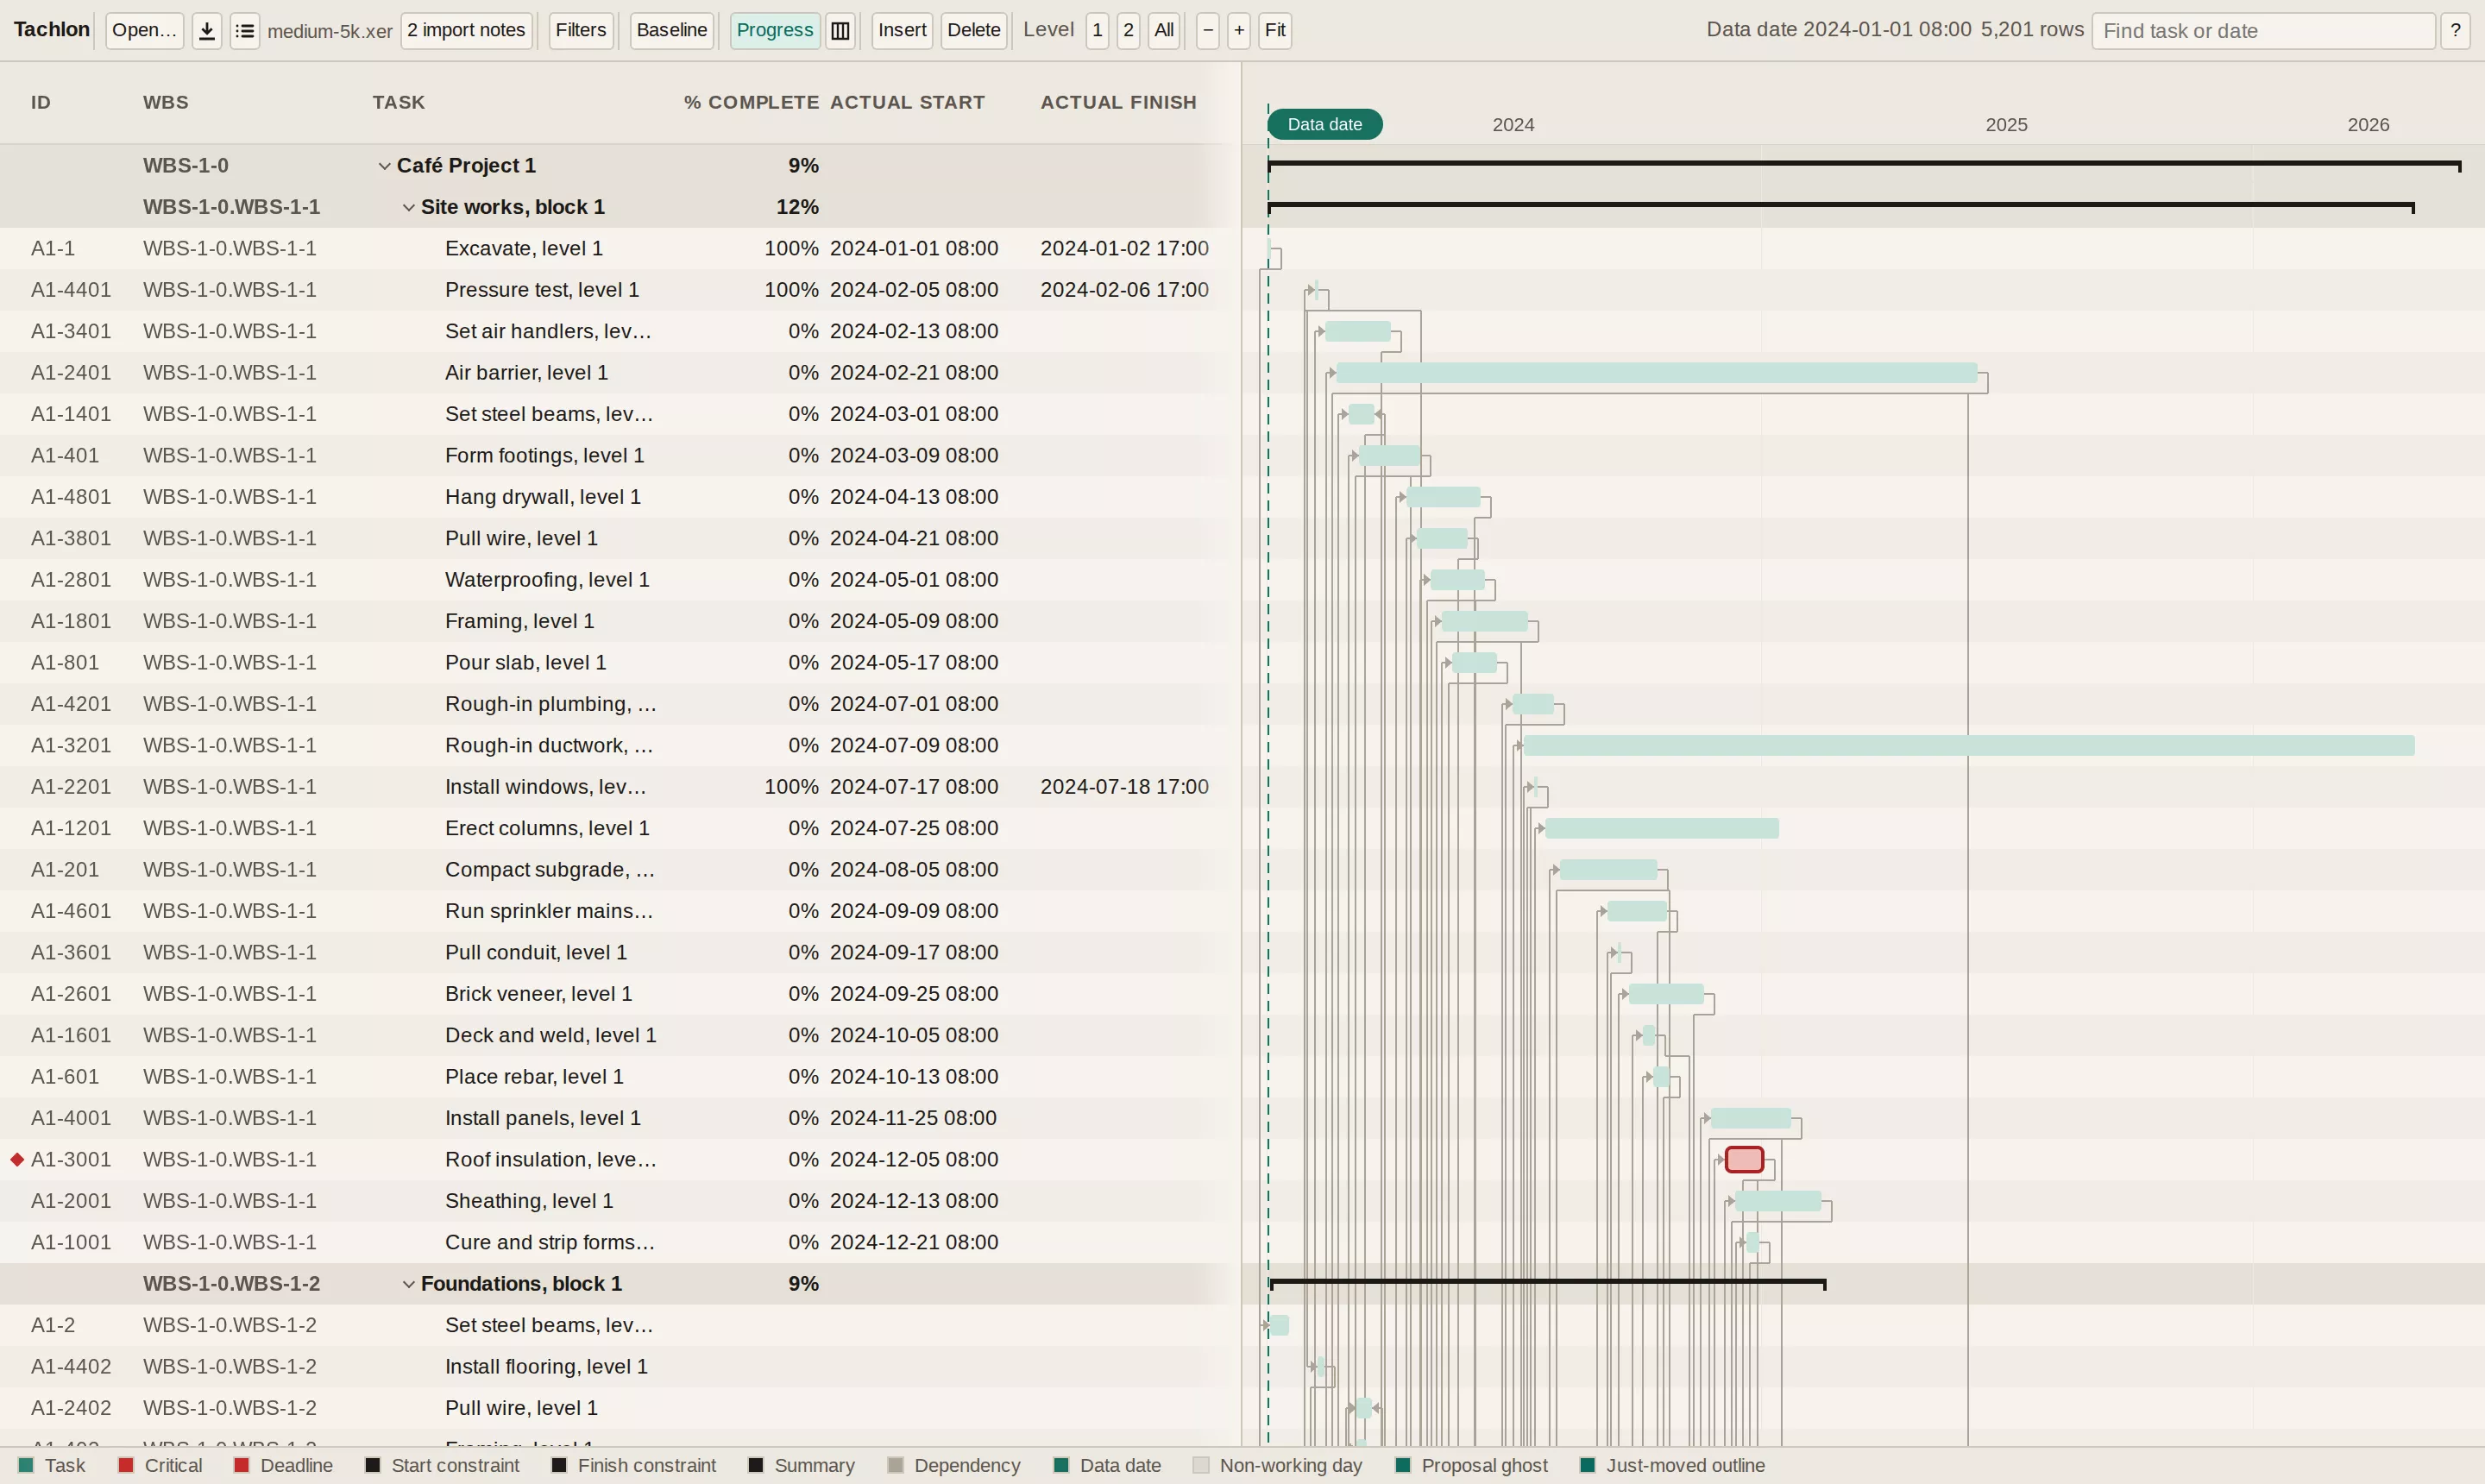 Tachlon Open… medium-5k.xer 2 import notes Filters Baseline Progress Insert Delete Level 1 2 All − + Fit Data date 2024-01-01 08:00 5,201 rows Find task or date ?
ID WBS TASK % COMPLETE ACTUAL START ACTUAL FINISH
Data date 2024 2025 2026
WBS-1-0 Café Project 1 9%
WBS-1-0.WBS-1-1 Site works, block 1 12%
A1-1 WBS-1-0.WBS-1-1 Excavate, level 1 100% 2024-01-01 08:00 2024-01-02 17:00
A1-4401 WBS-1-0.WBS-1-1 Pressure test, level 1 100% 2024-02-05 08:00 2024-02-06 17:00
A1-3401 WBS-1-0.WBS-1-1 Set air handlers, lev… 0% 2024-02-13 08:00
A1-2401 WBS-1-0.WBS-1-1 Air barrier, level 1 0% 2024-02-21 08:00
A1-1401 WBS-1-0.WBS-1-1 Set steel beams, lev… 0% 2024-03-01 08:00
A1-401 WBS-1-0.WBS-1-1 Form footings, level 1 0% 2024-03-09 08:00
A1-4801 WBS-1-0.WBS-1-1 Hang drywall, level 1 0% 2024-04-13 08:00
A1-3801 WBS-1-0.WBS-1-1 Pull wire, level 1 0% 2024-04-21 08:00
A1-2801 WBS-1-0.WBS-1-1 Waterproofing, level 1 0% 2024-05-01 08:00
A1-1801 WBS-1-0.WBS-1-1 Framing, level 1 0% 2024-05-09 08:00
A1-801 WBS-1-0.WBS-1-1 Pour slab, level 1 0% 2024-05-17 08:00
A1-4201 WBS-1-0.WBS-1-1 Rough-in plumbing, … 0% 2024-07-01 08:00
A1-3201 WBS-1-0.WBS-1-1 Rough-in ductwork, … 0% 2024-07-09 08:00
A1-2201 WBS-1-0.WBS-1-1 Install windows, lev… 100% 2024-07-17 08:00 2024-07-18 17:00
A1-1201 WBS-1-0.WBS-1-1 Erect columns, level 1 0% 2024-07-25 08:00
A1-201 WBS-1-0.WBS-1-1 Compact subgrade, … 0% 2024-08-05 08:00
A1-4601 WBS-1-0.WBS-1-1 Run sprinkler mains… 0% 2024-09-09 08:00
A1-3601 WBS-1-0.WBS-1-1 Pull conduit, level 1 0% 2024-09-17 08:00
A1-2601 WBS-1-0.WBS-1-1 Brick veneer, level 1 0% 2024-09-25 08:00
A1-1601 WBS-1-0.WBS-1-1 Deck and weld, level 1 0% 2024-10-05 08:00
A1-601 WBS-1-0.WBS-1-1 Place rebar, level 1 0% 2024-10-13 08:00
A1-4001 WBS-1-0.WBS-1-1 Install panels, level 1 0% 2024-11-25 08:00
A1-3001 WBS-1-0.WBS-1-1 Roof insulation, leve… 0% 2024-12-05 08:00
A1-2001 WBS-1-0.WBS-1-1 Sheathing, level 1 0% 2024-12-13 08:00
A1-1001 WBS-1-0.WBS-1-1 Cure and strip forms… 0% 2024-12-21 08:00
WBS-1-0.WBS-1-2 Foundations, block 1 9%
A1-2 WBS-1-0.WBS-1-2 Set steel beams, lev…
A1-4402 WBS-1-0.WBS-1-2 Install flooring, level 1
A1-2402 WBS-1-0.WBS-1-2 Pull wire, level 1
A1-402 WBS-1-0.WBS-1-2 Framing, level 1
Task Critical Deadline Start constraint Finish constraint Summary Dependency Data date Non-working day Proposal ghost Just-moved outline